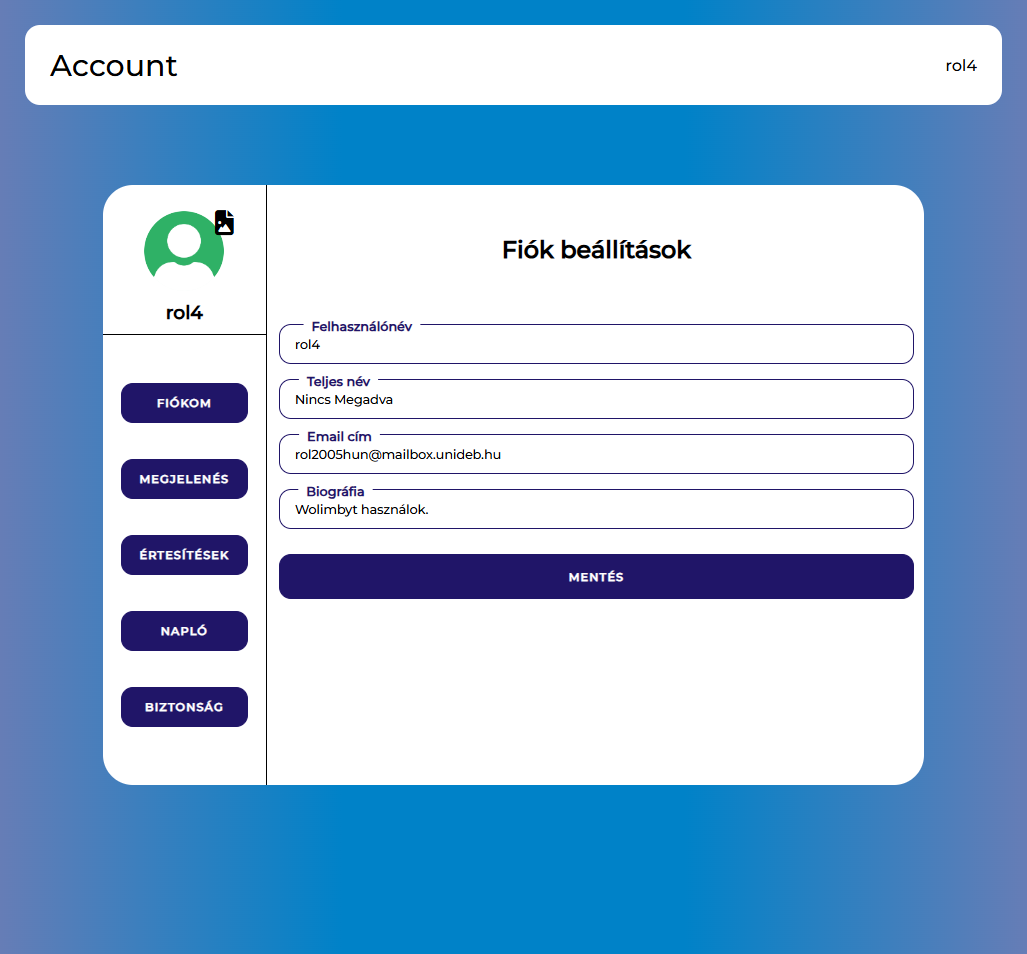 Account
rol4
rol4
FIÓKOM
MEGJELENÉS
ÉRTESÍTÉSEK
NAPLÓ
BIZTONSÁG
Fiók beállítások
Felhasználónév
rol4
Teljes név
Nincs Megadva
Email cím
rol2005hun@mailbox.unideb.hu
Biográfia
Wolimbyt használok.
MENTÉS